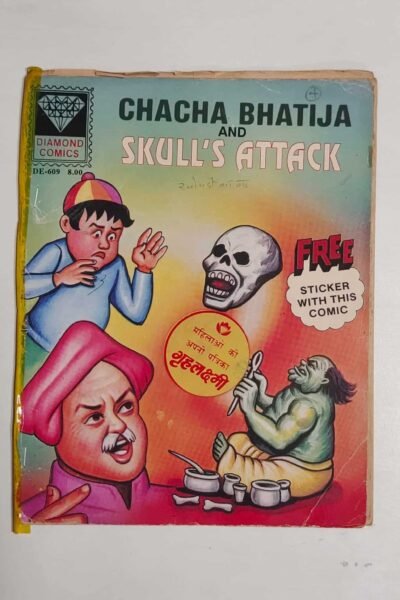 DIAMOND
COMICS
DE-609 8.00
CHACHA BHATIJA
AND
SKULL'S ATTACK
FREE
STICKER
WITH THIS
COMIC
महिलाओं की
अपनी पत्रिका
गृहलक्ष्मी